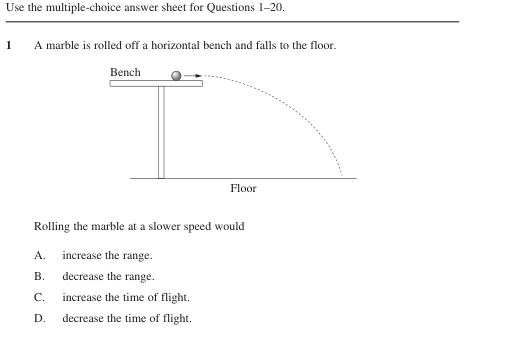 Use the multiple-choice answer sheet for Questions 1–20.
1 A marble is rolled off a horizontal bench and falls to the floor.
Bench
Floor
Rolling the marble at a slower speed would
A. increase the range.
B. decrease the range.
C. increase the time of flight.
D. decrease the time of flight.